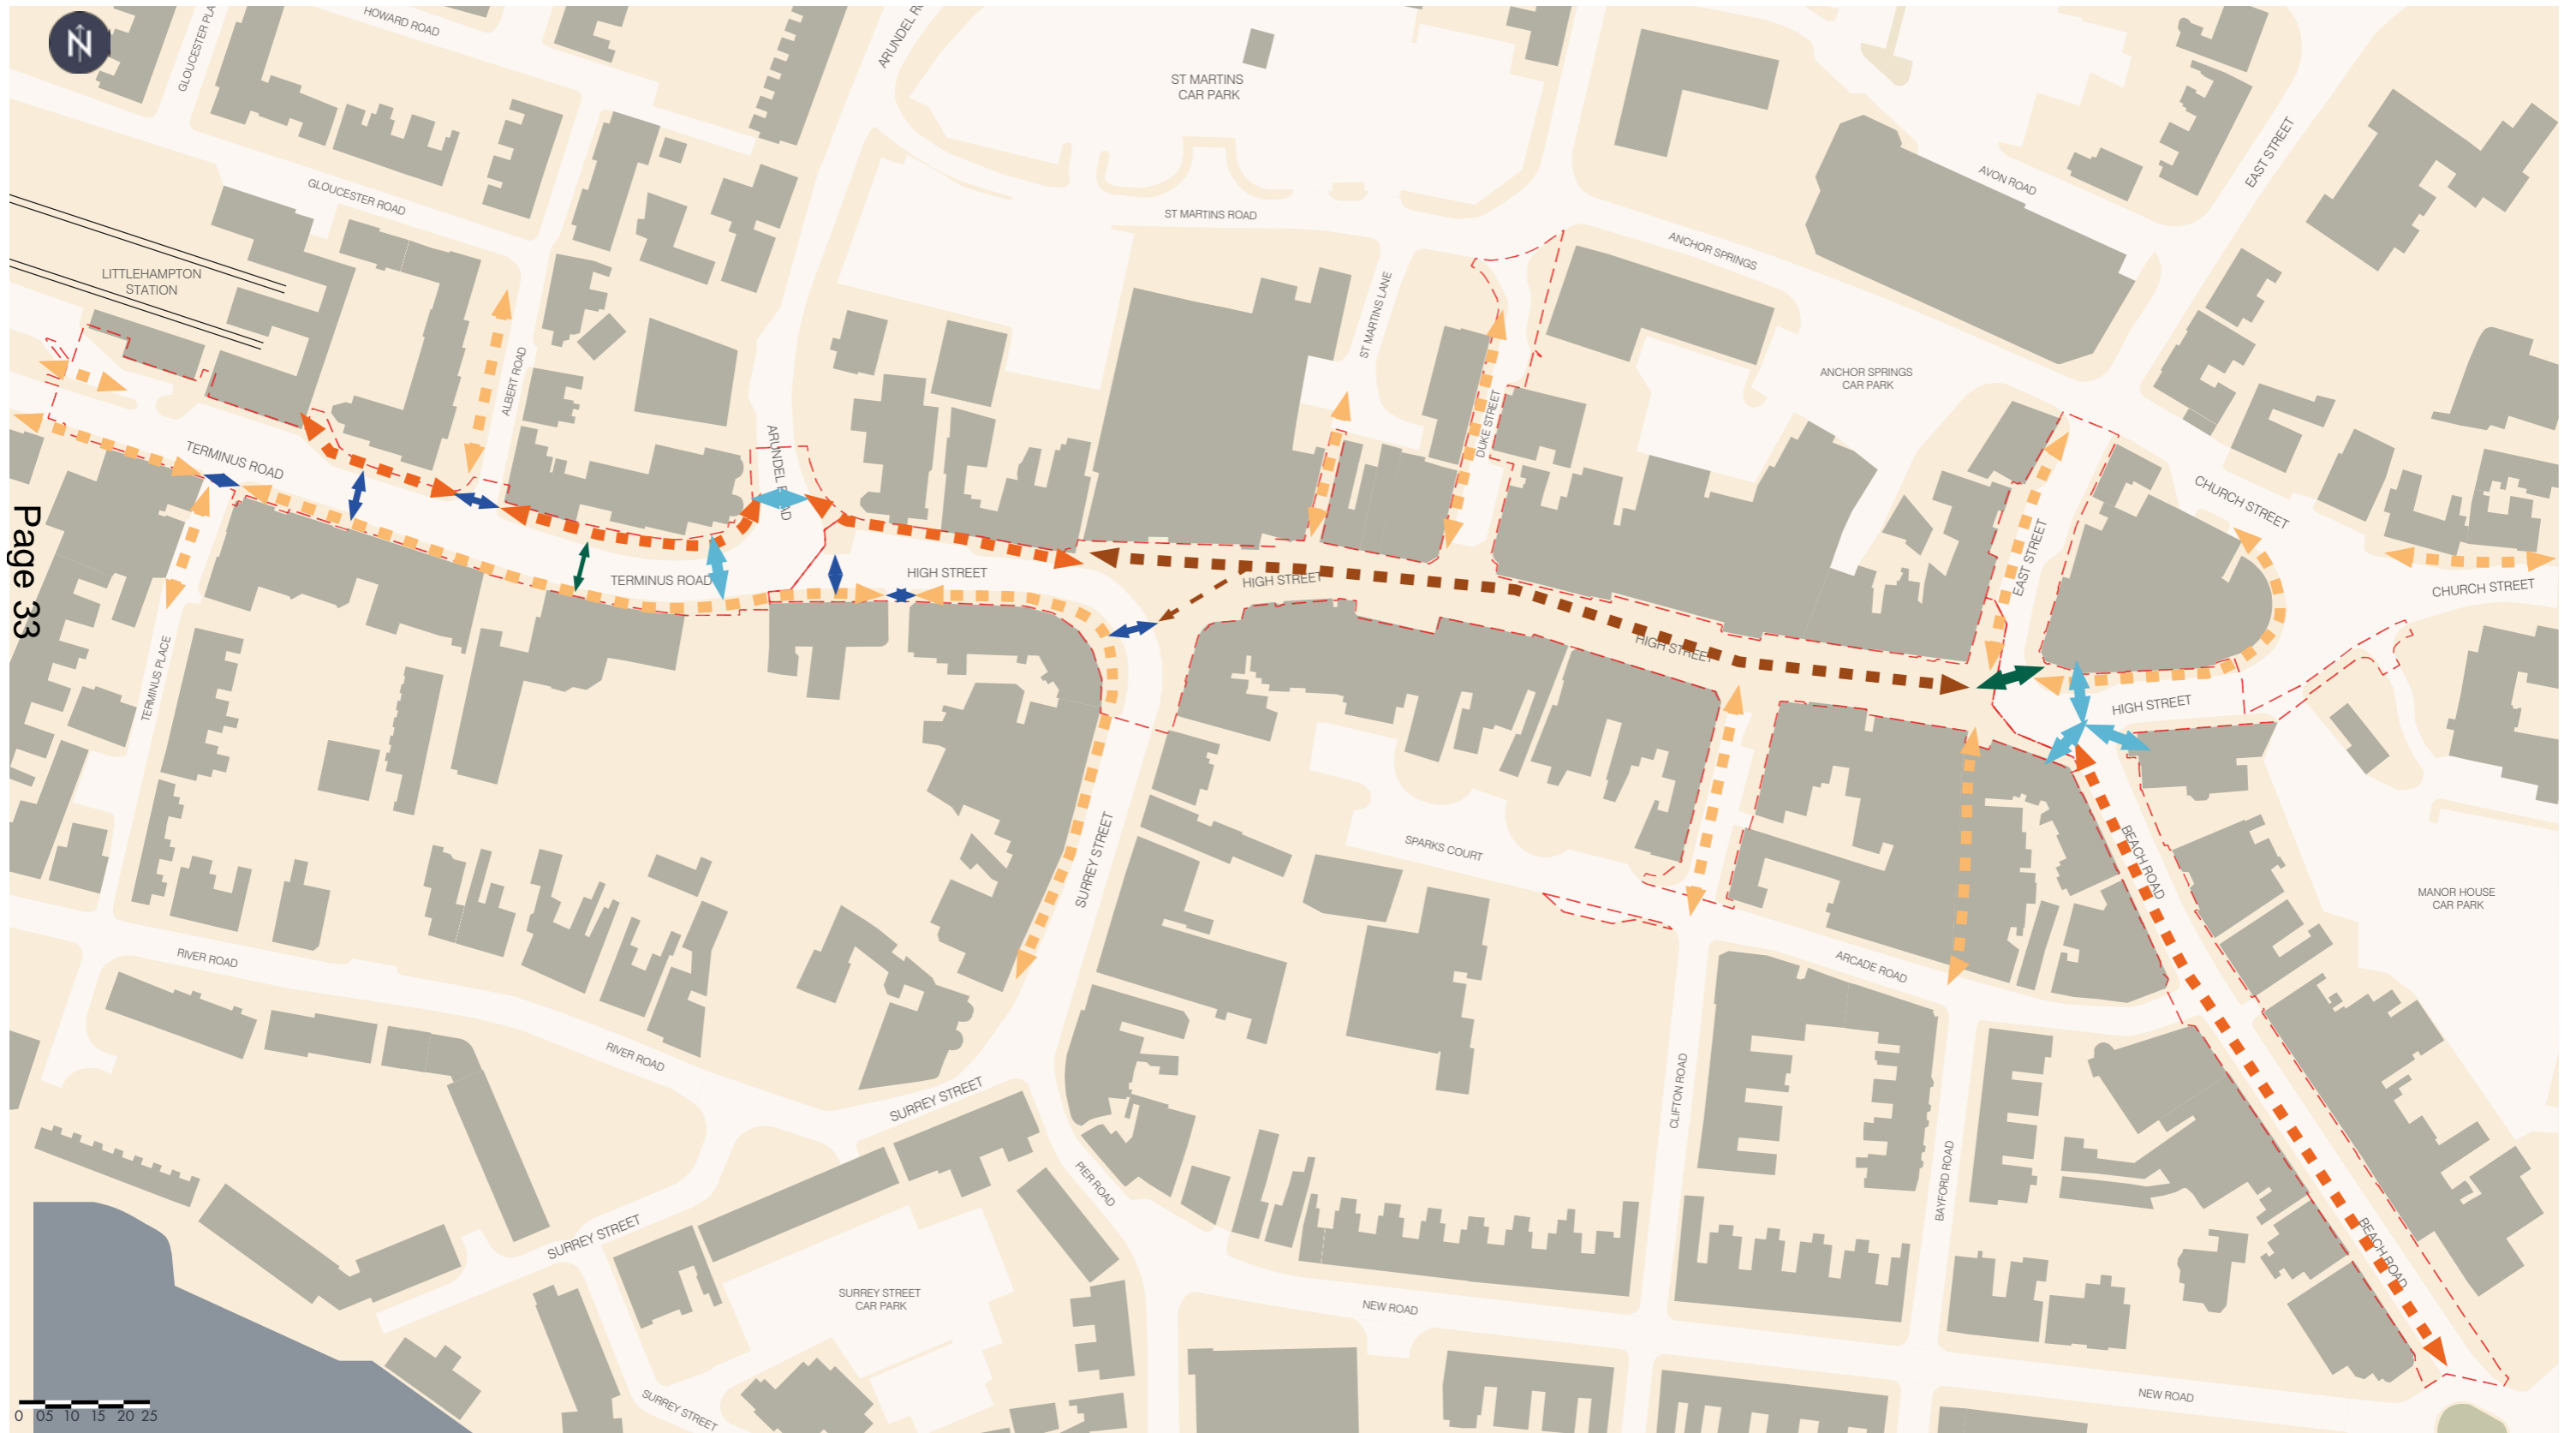 HOWARD ROAD
GLOUCESTER PLA
ARUNDEL R
N
ST MARTINS
CAR PARK
EAST STREET
AVON ROAD
GLOUCESTER ROAD
ST MARTINS ROAD
ANCHOR SPRINGS
LITTLEHAMPTON
STATION
ST MARTINS LANE
ALBERT ROAD
ANCHOR SPRINGS
CAR PARK
DUKE STREET
TERMINUS ROAD
ARUNDEL R AD
CHURCH STREET
Page 33
EAST STREET
TERMINUS ROAD
HIGH STREET
HIGH STREET
CHURCH STREET
HIGH STREET
TERMINUS PLACE
HIGH STREET
SURREY STREET
SPARKS COURT
BEACH ROAD
MANOR HOUSE
CAR PARK
RIVER ROAD
ARCADE ROAD
RIVER ROAD
SURREY STREET
CLIFTON ROAD
PIER ROAD
BAYFORD ROAD
SURREY STREET
BEACH ROAD
SURREY STREET
CAR PARK
NEW ROAD
NEW ROAD
SURREY STREET
0 05 10 15 20 25